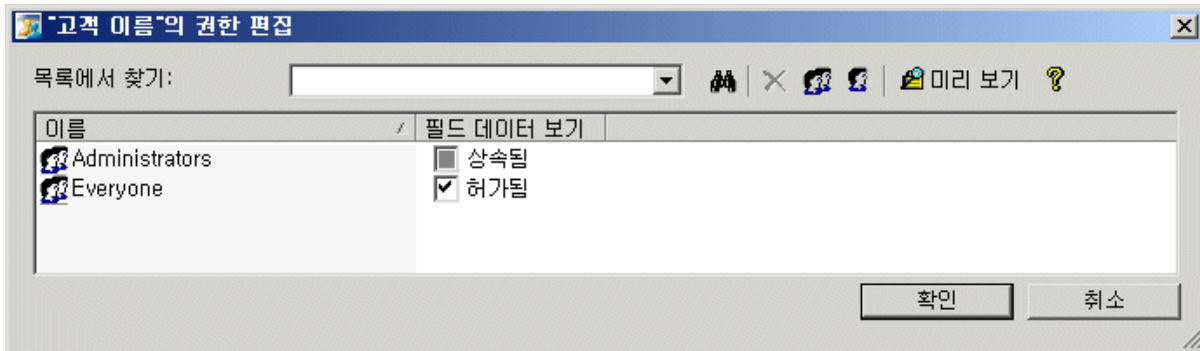 "고객 이름"의 권한 편집
목록에서 찾기: 미리 보기
이름 필드 데이터 보기
Administrators 상속됨
Everyone 허가됨
확인 취소